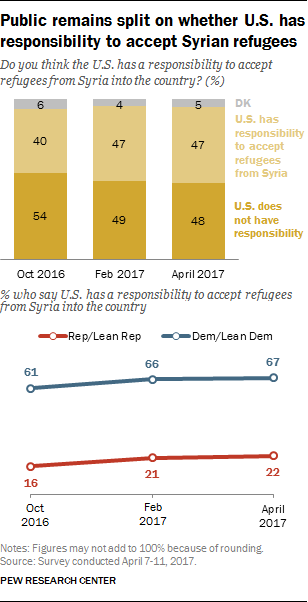 Public remains split on whether U.S. has
responsibility to accept Syrian refugees
Do you think the U.S. has a responsibility to accept
refugees from Syria into the country? (%)
6
4
5
DK
40
47
47
U.S. has
responsibility
to accept
refugees
from Syria
54
49
48
U.S. does
not have
responsibility
Oct 2016
Feb 2017
April 2017
% who say U.S. has a responsibility to accept refugees
from Syria into the country
Rep/Lean Rep
Dem/Lean Dem
61
66
67
16
21
22
Oct
2016
Feb
2017
April
2017
Notes: Figures may not add to 100% because of rounding.
Source: Survey conducted April 7-11, 2017.
PEW RESEARCH CENTER